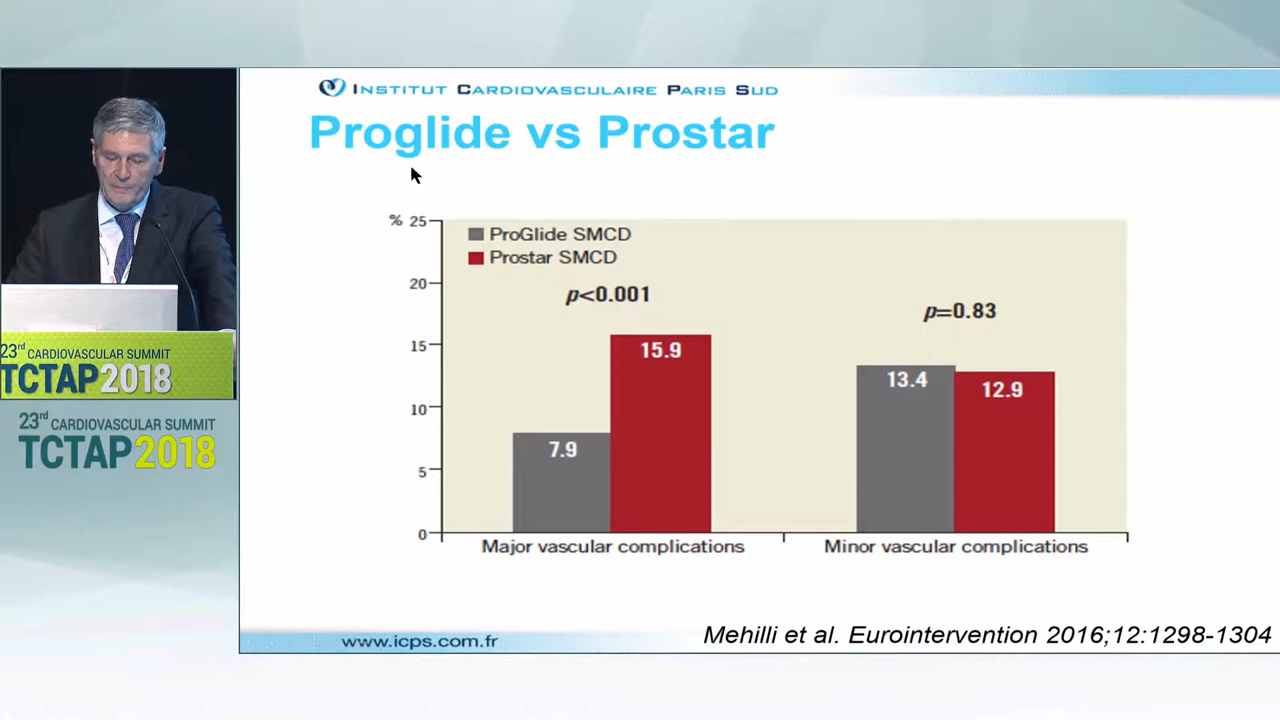 INSTITUT CARDIOVASCULAIRE PARIS SUD
Proglide vs Prostar
% 25
20
15
10
5
0
ProGlide SMCD
Prostar SMCD
p<0.001
p=0.83
7.9
15.9
13.4
12.9
Major vascular complications
Minor vascular complications
www.icps.com.fr
Mehilli et al. Eurointervention 2016;12:1298-1304
23rd CARDIOVASCULAR SUMMIT
TCTAP2018
23rd CARDIOVASCULAR SUMMIT
TCTAP2018